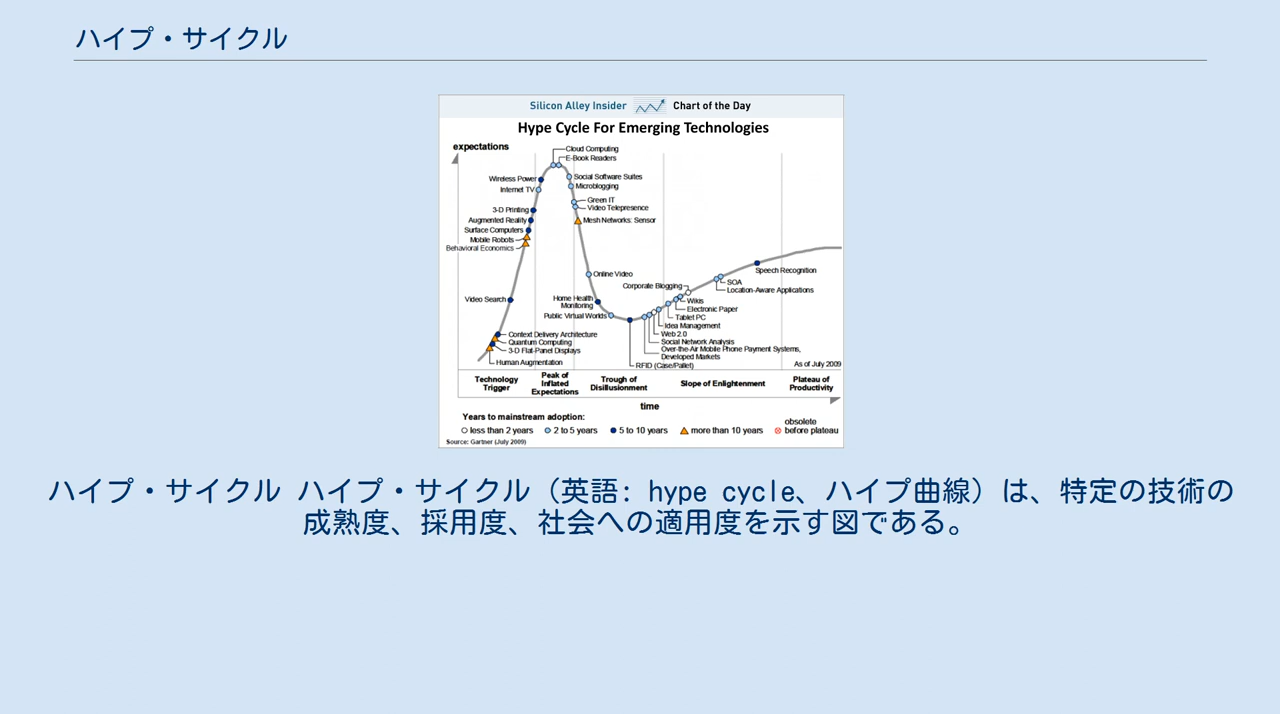 ハイプ・サイクル
Silicon Alley Insider Chart of the Day
Hype Cycle For Emerging Technologies
expectations
Cloud Computing
E-Book Readers
Wireless Power
Social Software Suites
Internet TV
Microblogging
Green IT
Video Telepresence
3-D Printing
Augmented Reality
Mesh Networks: Sensor
Surface Computers
Mobile Robots
Behavioral Economics
Online Video
Corporate Blogging
Speech Recognition
SOA
Location-Aware Applications
Video Search
Home Health
Monitoring
Wikis
Electronic Paper
Public Virtual Worlds
Tablet PC
Idea Management
Web 2.0
Context Delivery Architecture
Social Network Analysis
Quantum Computing
Over-the-Air Mobile Phone Payment Systems,
Developed Markets
3-D Flat-Panel Displays
Human Augmentation
RFID (Case/Pallet)
As of July 2009
Technology
Trigger
Peak of
Inflated
Expectations
Trough of
Disillusionment
Slope of Enlightenment
Plateau of
Productivity
time
Years to mainstream adoption:
less than 2 years
2 to 5 years
5 to 10 years
more than 10 years
obsolete
before plateau
Source: Gartner (July 2009)
ハイプ・サイクル ハイプ・サイクル（英語: hype cycle、ハイプ曲線）は、特定の技術の
成熟度、採用度、社会への適用度を示す図である。